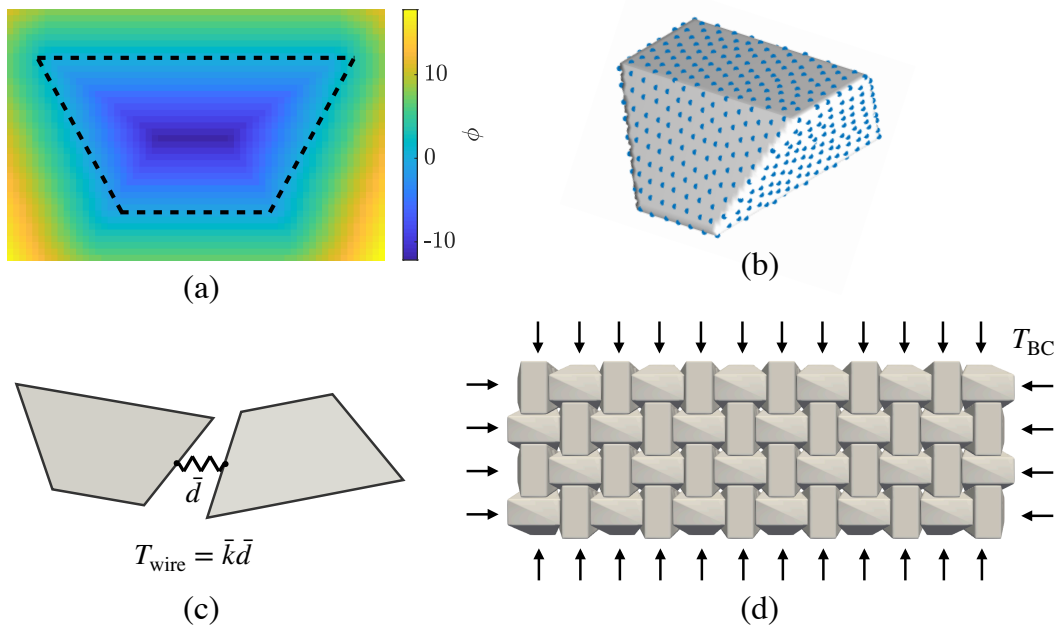 10
0
-10
ϕ
(a)
(b)
d̄
T_wire = k̄d̄
(c)
T_BC
(d)